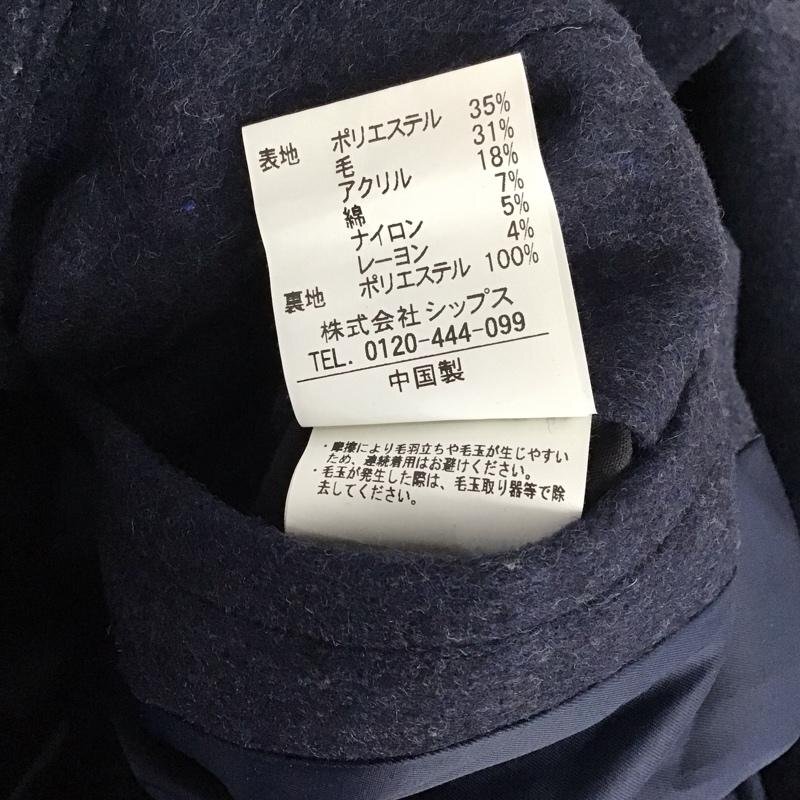 表地 ポリエステル 35%
毛 31%
アクリル 18%
綿 7%
ナイロン 5%
レーヨン 4%
裏地 ポリエステル 100%
株式会社 シップス
TEL. 0120-444-099
中国製
・摩擦により毛羽立ちや毛玉が生じやすい
ため、連続着用はお避けください。
・毛玉が発生した際は、毛玉取り器等で除
去してください。